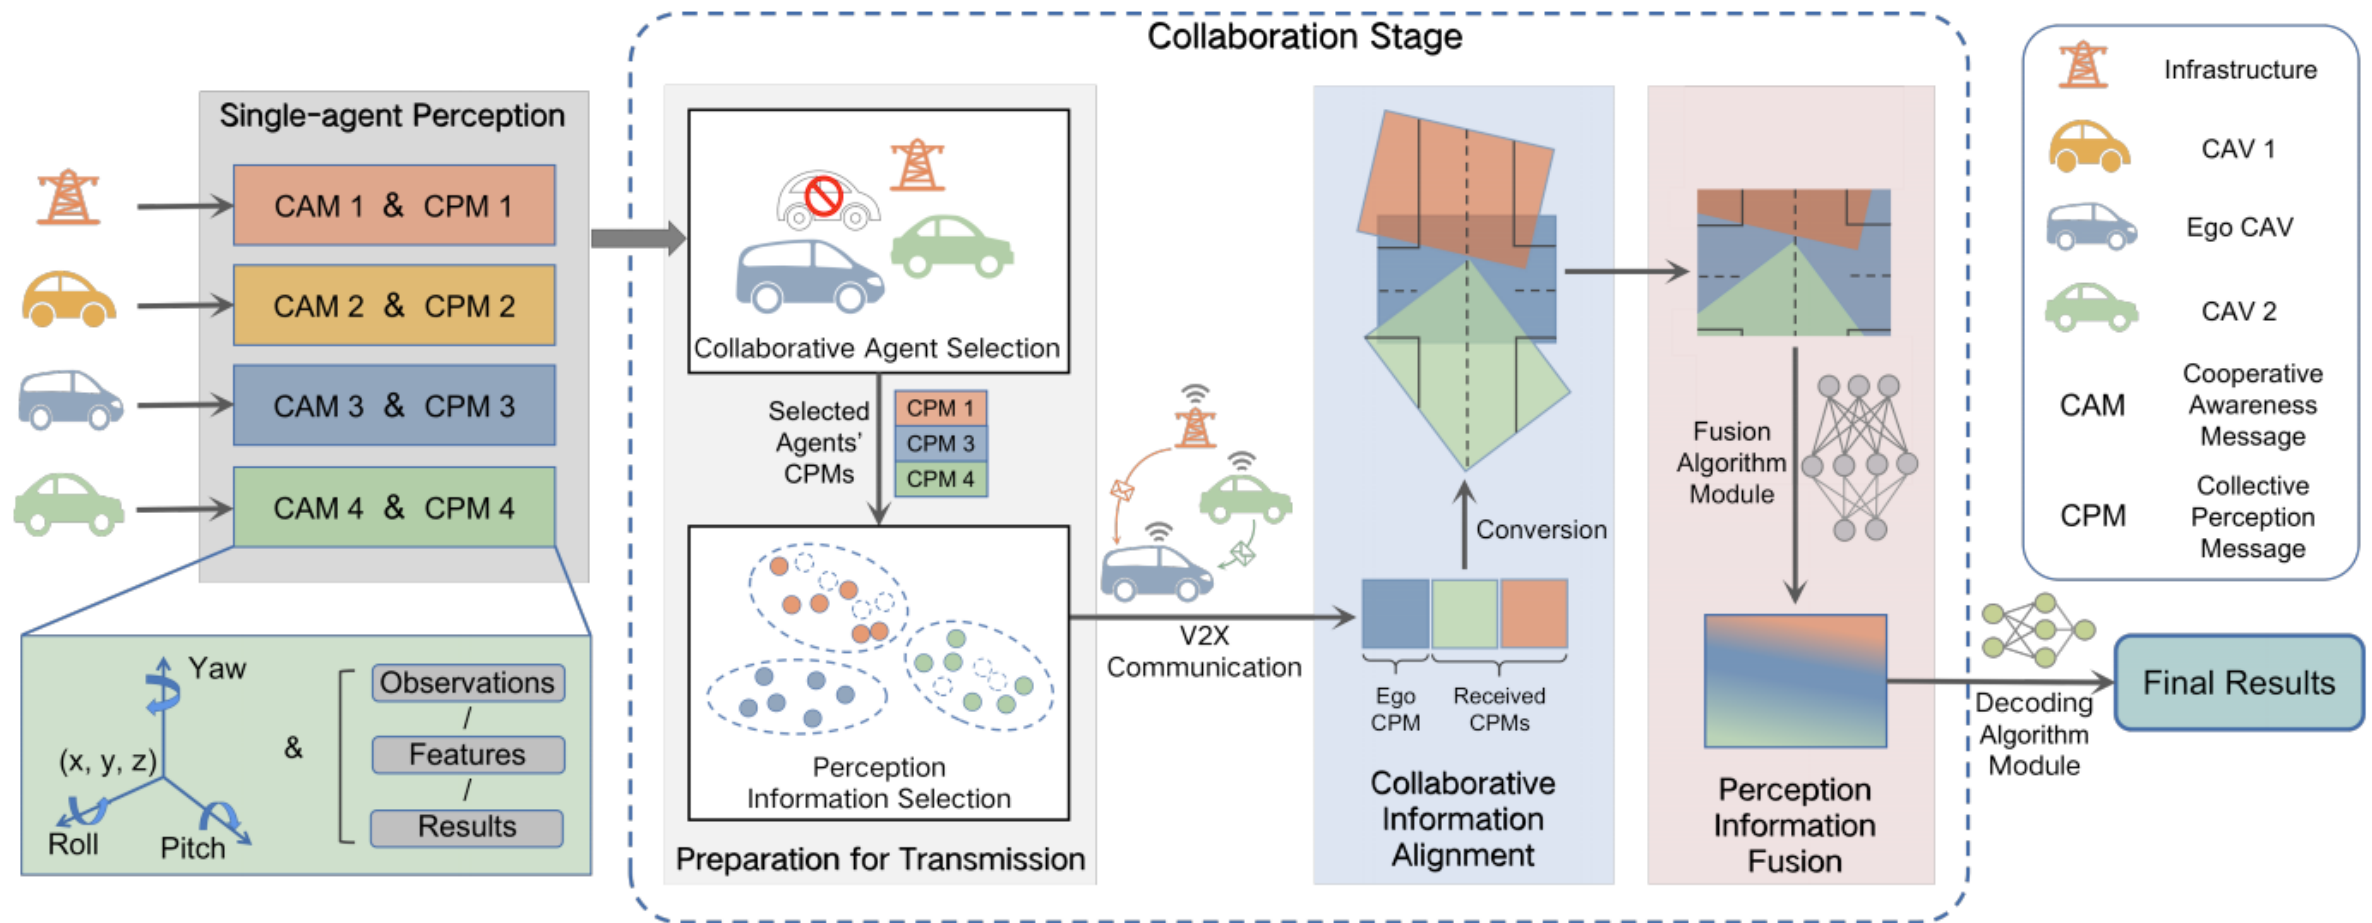 Collaboration Stage
Single-agent Perception
CAM 1 & CPM 1
CAM 2 & CPM 2
CAM 3 & CPM 3
CAM 4 & CPM 4
Yaw
(x, y, z)
Roll
Pitch
&
Observations
/
Features
/
Results
Collaborative Agent Selection
Selected
Agents’
CPMs
CPM 1
CPM 3
CPM 4
Perception
Information Selection
Preparation for Transmission
V2X
Communication
Conversion
Ego
CPM
Received
CPMs
Collaborative
Information
Alignment
Fusion
Algorithm
Module
Perception
Information
Fusion
Decoding
Algorithm
Module
Final Results
Infrastructure
CAV 1
Ego CAV
CAV 2
CAM
Cooperative
Awareness
Message
CPM
Collective
Perception
Message